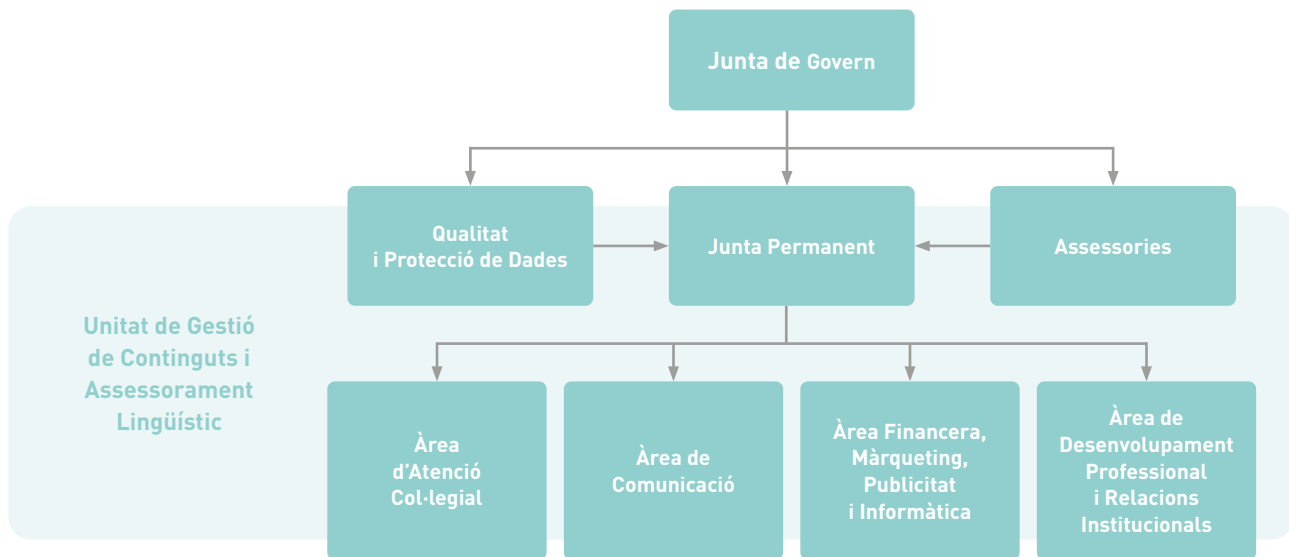 Junta de Govern
Qualitat
i Protecció de Dades
Junta Permanent
Assessories
Unitat de Gestió
de Continguts i
Assessorament
Lingüístic
Àrea
d'Atenció
Col·legial
Àrea de
Comunicació
Àrea Financera,
Màrqueting,
Publicitat
i Informàtica
Àrea de
Desenvolupament
Professional
i Relacions
Institucionals